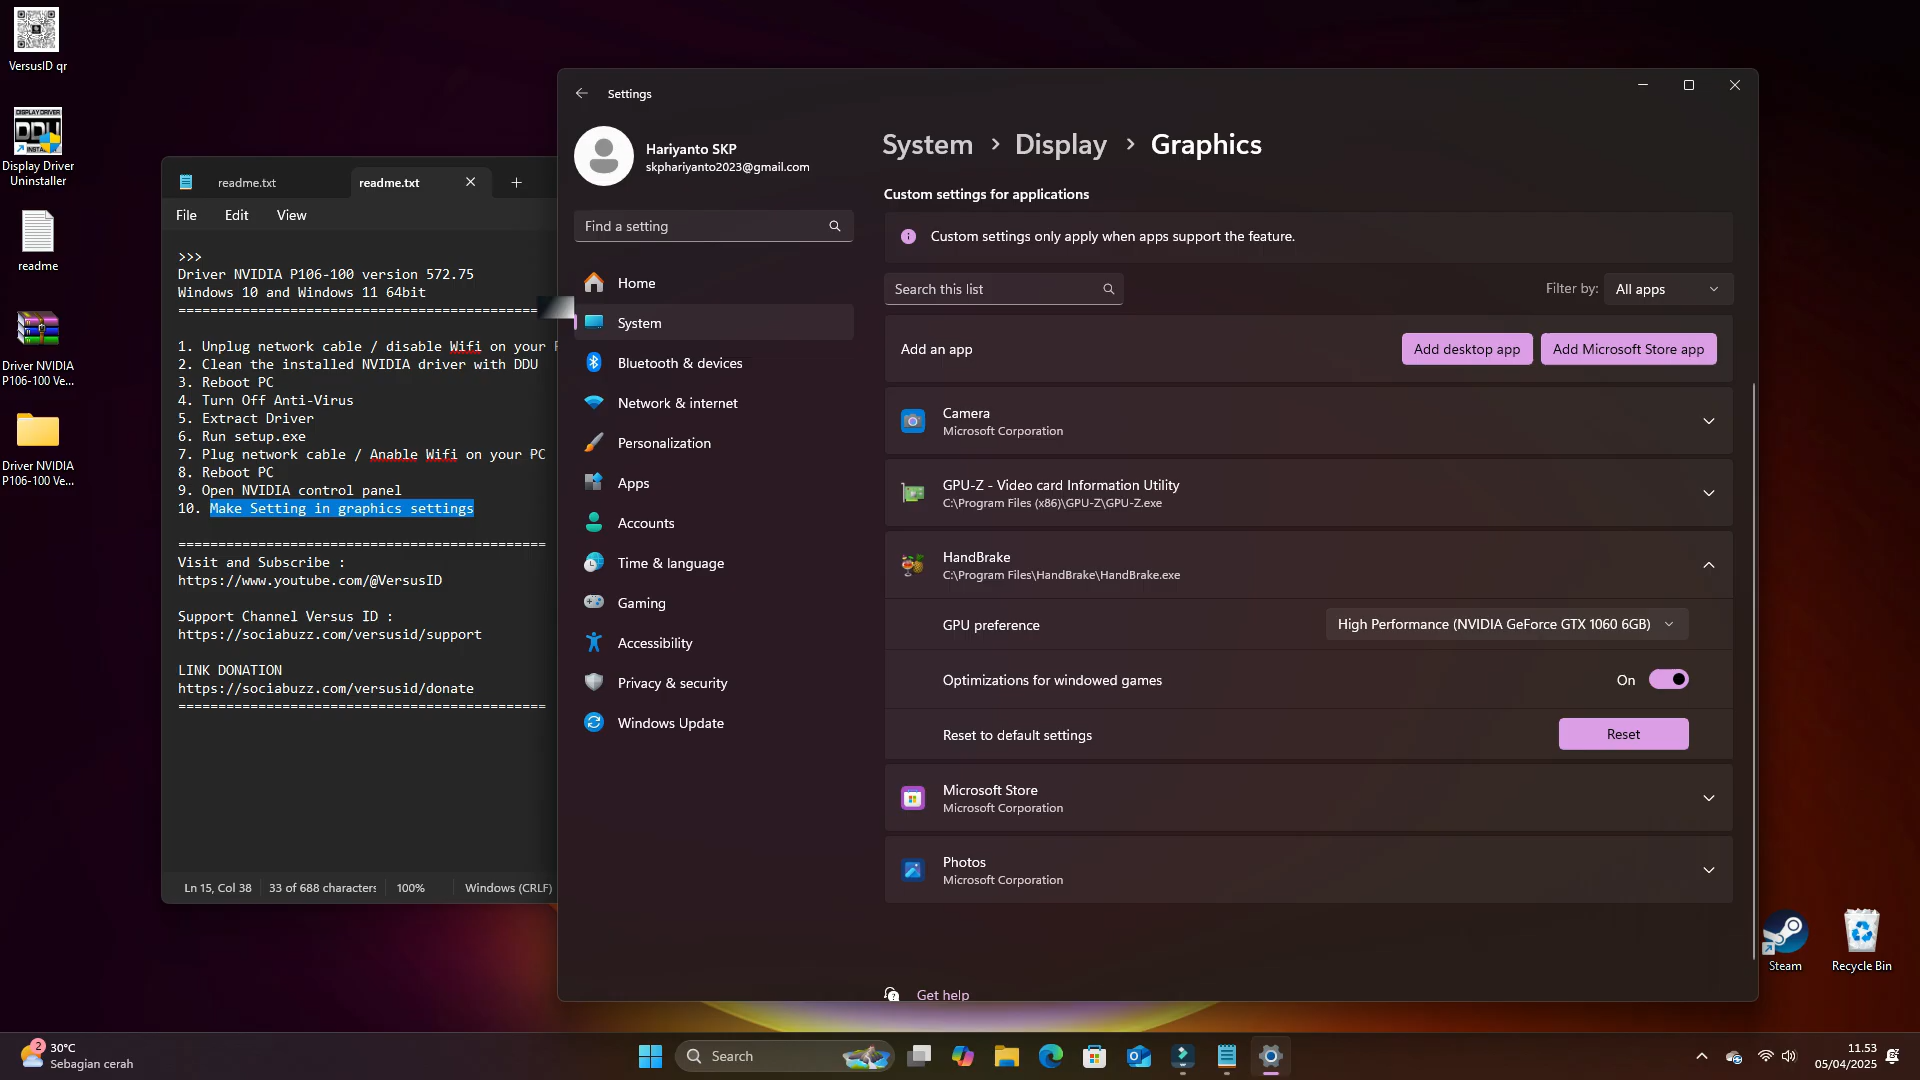 VersusID qr
Display Driver
Uninstaller
readme
Driver NVIDIA
P106-100 Ve...
Driver NVIDIA
P106-100 Ve...
readme.txt
readme.txt
File
Edit
View
>>>
Driver NVIDIA P106-100 version 572.75
Windows 10 and Windows 11 64bit
==============================================
1. Unplug network cable / disable Wifi on your P
2. Clean the installed NVIDIA driver with DDU
3. Reboot PC
4. Turn Off Anti-Virus
5. Extract Driver
6. Run setup.exe
7. Plug network cable / Anable Wifi on your PC
8. Reboot PC
9. Open NVIDIA control panel
10. Make Setting in graphics settings
==============================================
Visit and Subscribe :
https://www.youtube.com/@VersusID
Support Channel Versus ID :
https://sociabuzz.com/versusid/support
LINK DONATION
https://sociabuzz.com/versusid/donate
==============================================
Ln 15, Col 38
33 of 688 characters
100%
Windows (CRLF)
Settings
Hariyanto SKP
skphariyanto2023@gmail.com
Find a setting
Home
System
Bluetooth & devices
Network & internet
Personalization
Apps
Accounts
Time & language
Gaming
Accessibility
Privacy & security
Windows Update
System > Display > Graphics
Custom settings for applications
Custom settings only apply when apps support the feature.
Search this list
Filter by:
All apps
Add an app
Add desktop app
Add Microsoft Store app
Camera
Microsoft Corporation
GPU-Z - Video card Information Utility
C:\Program Files (x86)\GPU-Z\GPU-Z.exe
HandBrake
C:\Program Files\HandBrake\HandBrake.exe
GPU preference
High Performance (NVIDIA GeForce GTX 1060 6GB)
Optimizations for windowed games
On
Reset to default settings
Reset
Microsoft Store
Microsoft Corporation
Photos
Microsoft Corporation
Get help
Steam
Recycle Bin
2
30°C
Sebagian cerah
Search
11.53
05/04/2025